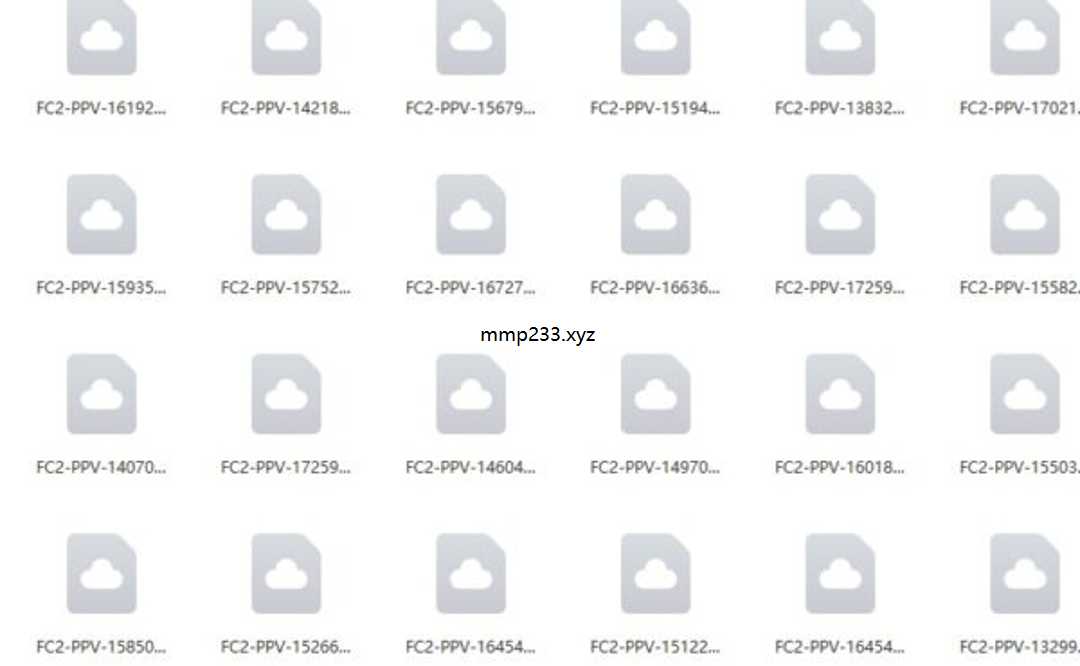 FC2-PPV-16192... FC2-PPV-14218... FC2-PPV-15679... FC2-PPV-15194... FC2-PPV-13832... FC2-PPV-17021.
FC2-PPV-15935... FC2-PPV-15752... FC2-PPV-16727... FC2-PPV-16636... FC2-PPV-17259... FC2-PPV-15582.
mmp233.xyz
FC2-PPV-14070... FC2-PPV-17259... FC2-PPV-14604... FC2-PPV-14970... FC2-PPV-16018... FC2-PPV-15503.
FC2-PPV-15850... FC2-PPV-15266... FC2-PPV-16454... FC2-PPV-15122... FC2-PPV-16454... FC2-PPV-13299.